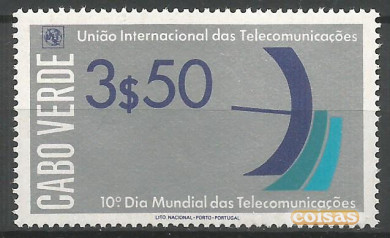 União Internacional das Telecomunicações
3$50
CABO VERDE
10º Dia Mundial das Telecomunicações
LITO. NACIONAL-PORTO-PORTUGAL
coisas